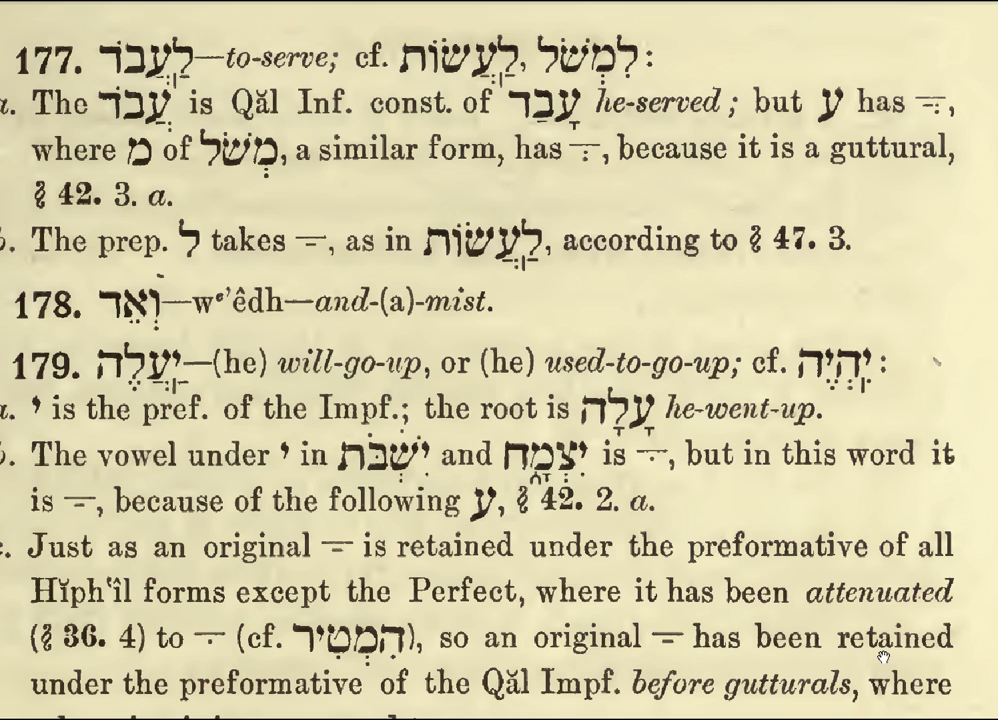 177. לַֽעֲבֹד—to-serve; cf. לַֽעֲשׂוֹת, לִמְשֹׁל:
a. The עֲבֹד is Qăl Inf. const. of עָבַד he-served; but ע has ־ֲ,
where מ of מְשֹׁל, a similar form, has ־ְ, because it is a guttural,
§ 42. 3. a.
b. The prep. ל takes ־ַ, as in לַֽעֲשׂוֹת, according to § 47. 3.
178. וְאֵד—wᵉ’êdh—and-(a)-mist.
179. יַֽעֲלֶה—(he) will-go-up, or (he) used-to-go-up; cf. יִֽהְיֶה:
a. י is the pref. of the Impf.; the root is עָלָה he-went-up.
b. The vowel under י in יִשְׁבֹּת and יִצְמָח is ־ִ, but in this word it
is ־ַ, because of the following ע, § 42. 2. a.
c. Just as an original ־ַ is retained under the preformative of all
Hĭph‘îl forms except the Perfect, where it has been attenuated
(§ 36. 4) to ־ִ (cf. הִמְטִיר), so an original ־ַ has been retained
under the preformative of the Qăl Impf. before gutturals, where